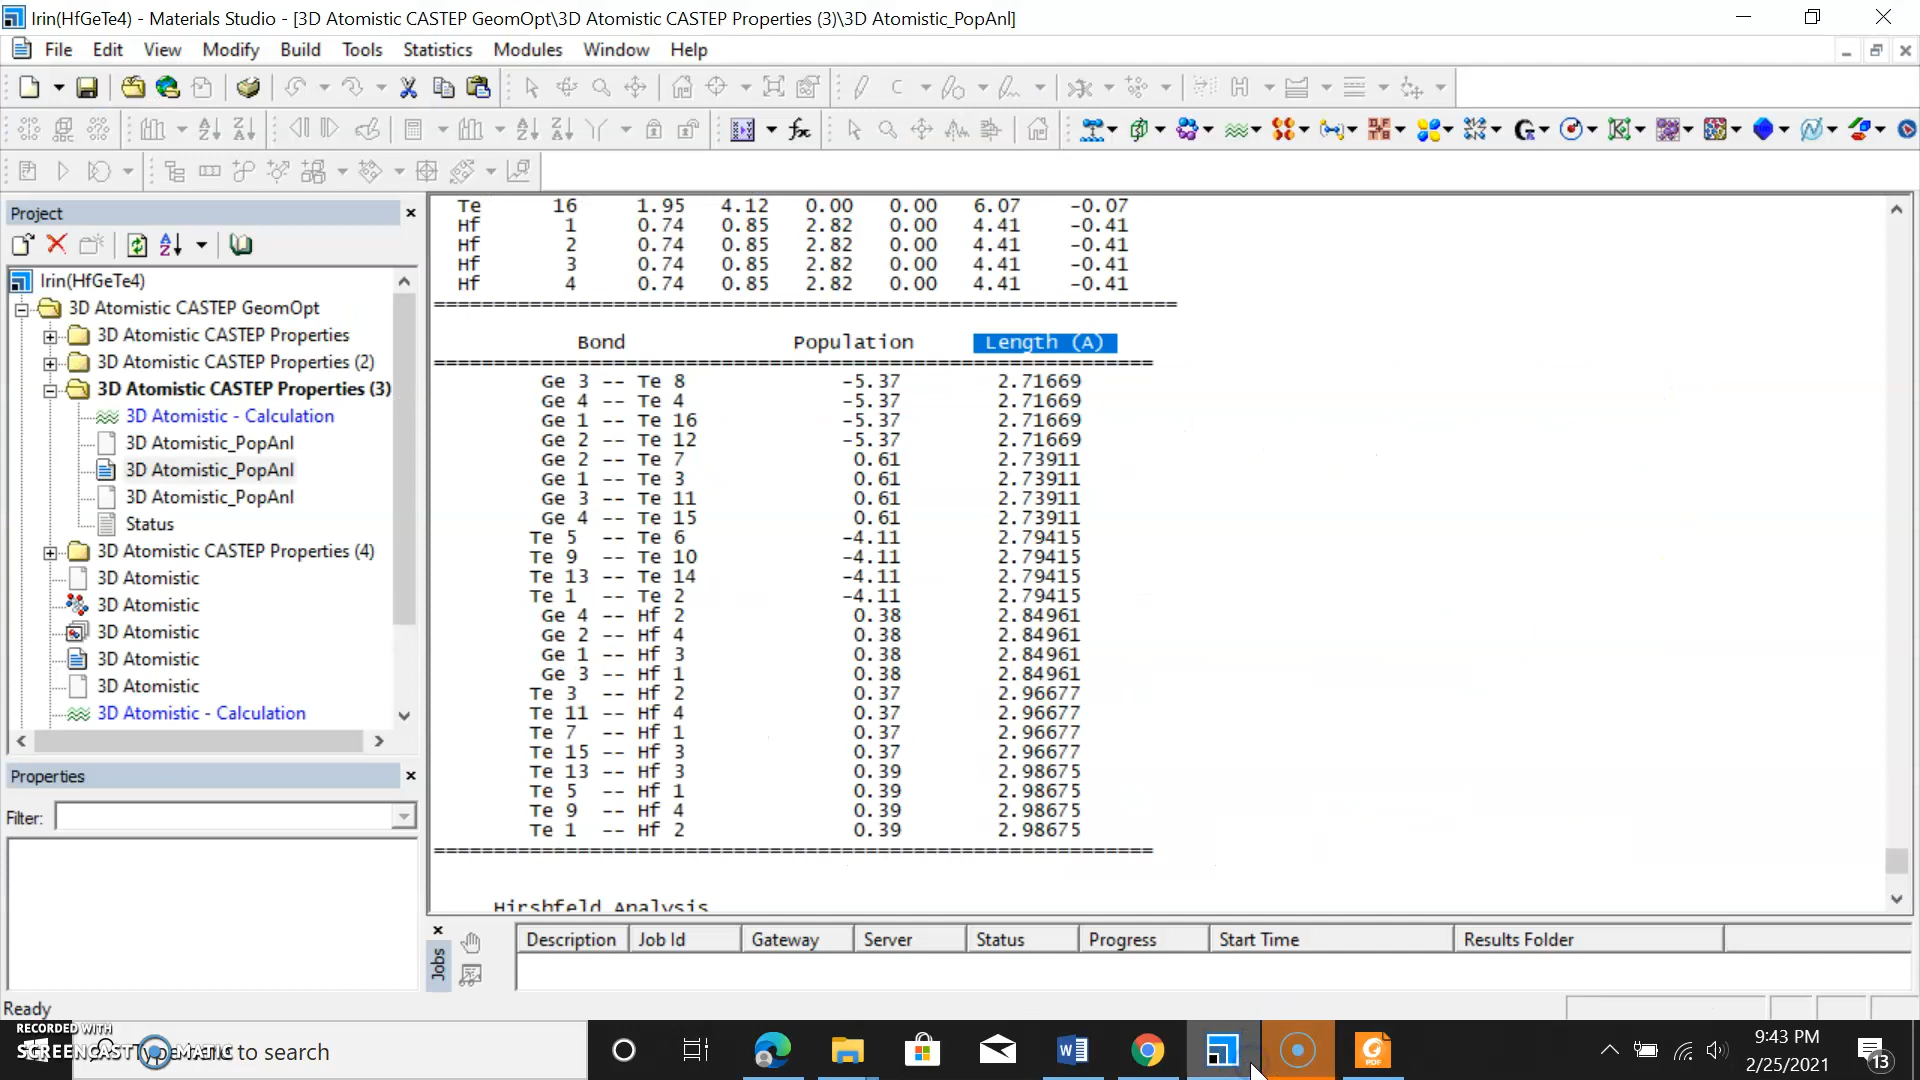 Irin(HfGeTe4) - Materials Studio - [3D Atomistic CASTEP GeomOpt\3D Atomistic CASTEP Properties (3)\3D Atomistic_PopAnl]
File Edit View Modify Build Tools Statistics Modules Window Help
Project
Irin(HfGeTe4)
3D Atomistic CASTEP GeomOpt
3D Atomistic CASTEP Properties
3D Atomistic CASTEP Properties (2)
3D Atomistic CASTEP Properties (3)
3D Atomistic - Calculation
3D Atomistic_PopAnl
3D Atomistic_PopAnl
3D Atomistic_PopAnl
Status
3D Atomistic CASTEP Properties (4)
3D Atomistic
3D Atomistic
3D Atomistic
3D Atomistic
3D Atomistic
3D Atomistic - Calculation
Properties
Filter:
Te 16 1.95 4.12 0.00 0.00 6.07 -0.07
Hf 1 0.74 0.85 2.82 0.00 4.41 -0.41
Hf 2 0.74 0.85 2.82 0.00 4.41 -0.41
Hf 3 0.74 0.85 2.82 0.00 4.41 -0.41
Hf 4 0.74 0.85 2.82 0.00 4.41 -0.41
Bond Population Length (A)
Ge 3 -- Te 8 -5.37 2.71669
Ge 4 -- Te 4 -5.37 2.71669
Ge 1 -- Te 16 -5.37 2.71669
Ge 2 -- Te 12 -5.37 2.71669
Ge 2 -- Te 7 0.61 2.73911
Ge 1 -- Te 3 0.61 2.73911
Ge 3 -- Te 11 0.61 2.73911
Ge 4 -- Te 15 0.61 2.73911
Te 5 -- Te 6 -4.11 2.79415
Te 9 -- Te 10 -4.11 2.79415
Te 13 -- Te 14 -4.11 2.79415
Te 1 -- Te 2 -4.11 2.79415
Ge 4 -- Hf 2 0.38 2.84961
Ge 2 -- Hf 4 0.38 2.84961
Ge 1 -- Hf 3 0.38 2.84961
Ge 3 -- Hf 1 0.38 2.84961
Te 3 -- Hf 2 0.37 2.96677
Te 11 -- Hf 4 0.37 2.96677
Te 7 -- Hf 1 0.37 2.96677
Te 15 -- Hf 3 0.37 2.96677
Te 13 -- Hf 3 0.39 2.98675
Te 5 -- Hf 1 0.39 2.98675
Te 9 -- Hf 4 0.39 2.98675
Te 1 -- Hf 2 0.39 2.98675
Hirshfeld Analysis
Jobs
Description Job Id Gateway Server Status Progress Start Time Results Folder
Ready
RECORDED WITH
SCREENCAST MATIC
to search
9:43 PM
2/25/2021
13